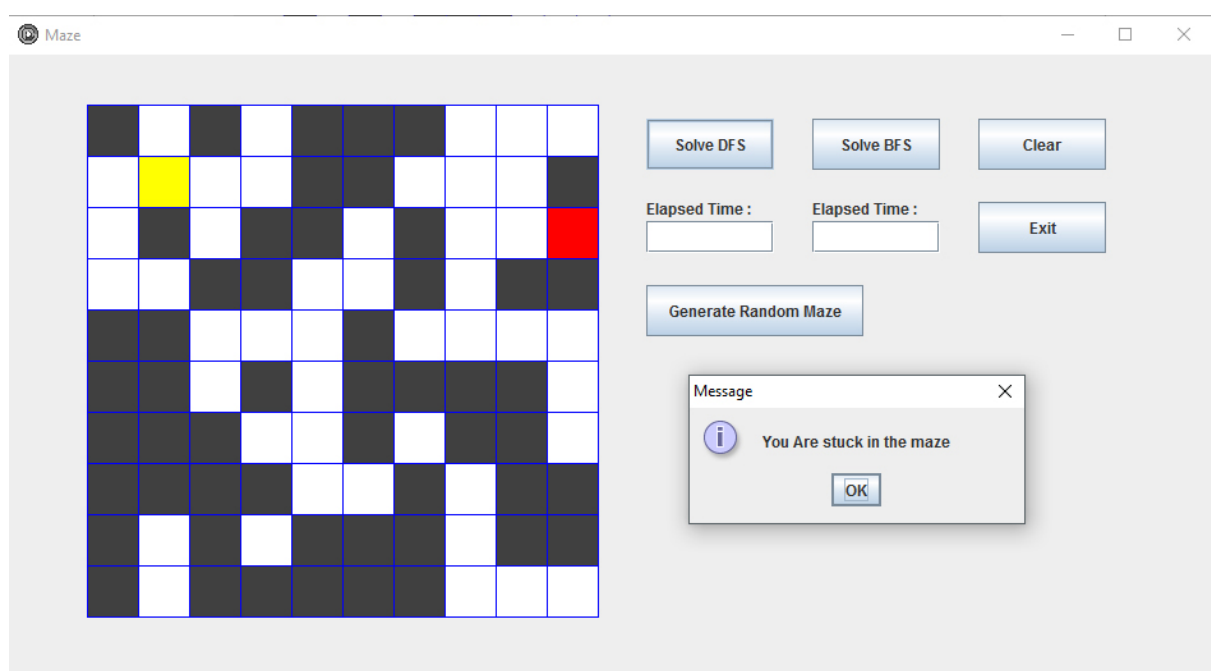 Maze
Solve DFS
Solve BFS
Clear
Elapsed Time :
Elapsed Time :
Exit
Generate Random Maze
Message
i
You Are stuck in the maze
OK